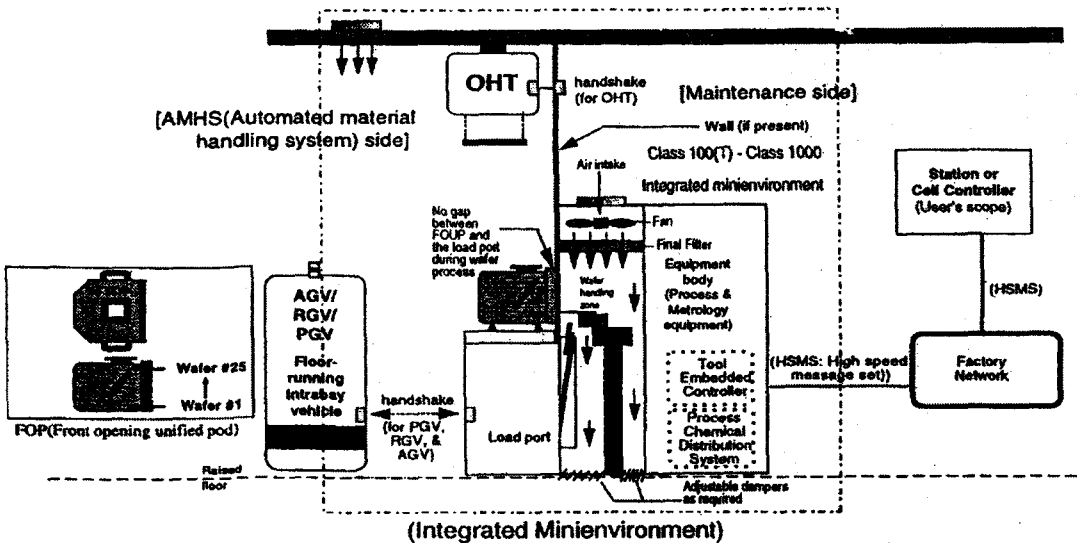 OHT
handshake
(for OHT)
[Maintenance side]
[AMHS(Automated material
handling system) side]
Wall (if present)
Class 100(T) - Class 1000
Air intake
Integrated minienvironment
Fan
Final Filter
No gap
between
FOUP and
the load port
during wafer
process
Wafer
handling
zone
Equipment
body
(Process &
Metrology
equipment)
Station or
Cell Controller
(User's scope)
(HSMS)
Factory
Network
(HSMS: High speed
message set))
Tool
Embedded
Controller
Process
Chemical
Distribution
System
AGV/
RGV/
PGV
Floor-
running
intrabay
vehicle
handshake
(for PGV,
RGV, &
AGV)
Load port
Wafer #25
Wafer #1
FOP(Front opening unified pod)
Raised
floor
Adjustable dampers
as required
(Integrated Minienvironment)